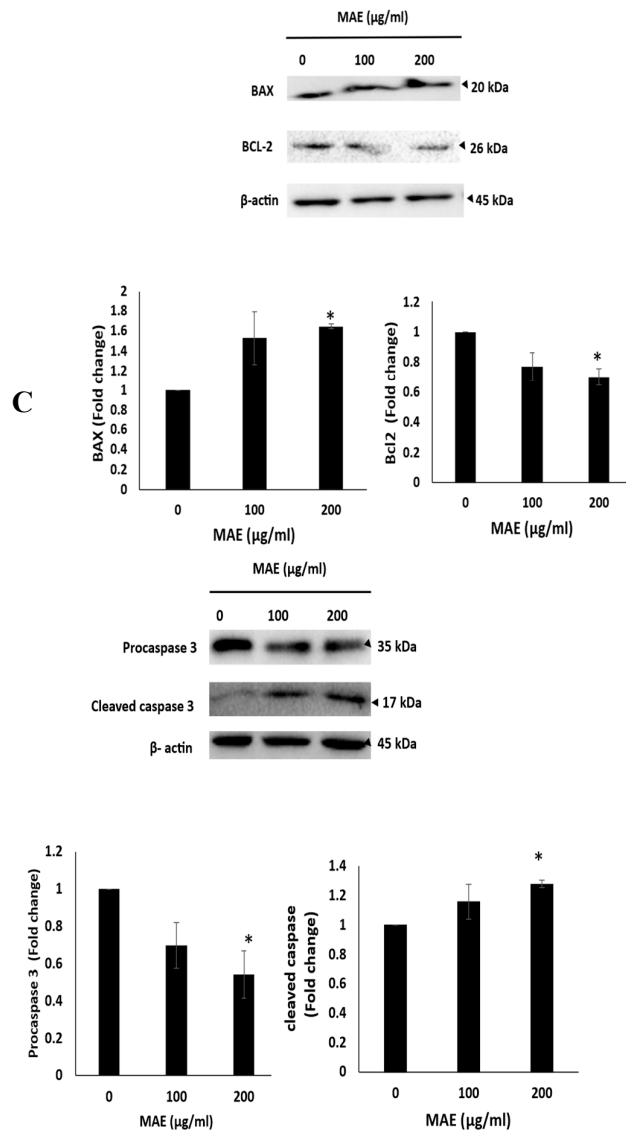 MAE (µg/ml)
0 100 200
BAX ◄20 kDa
BCL-2 ◄ 26 kDa
β-actin ◄45 kDa
C
BAX (Fold change)
2
1.8
1.6
1.4
1.2
1
0.8
0.6
0.4
0.2
0
*
0 100 200
MAE (µg/ml)
Bcl2 (Fold change)
1.2
1
0.8
0.6
0.4
0.2
0
*
0 100 200
MAE (µg/ml)
MAE (µg/ml)
0 100 200
Procaspase 3 ◄ 35 kDa
Cleaved caspase 3 ◄ 17 kDa
β- actin ◄ 45 kDa
Procaspase 3 (Fold change)
1.2
1
0.8
0.6
0.4
0.2
0
*
0 100 200
MAE (µg/ml)
cleaved caspase
(Fold change)
1.4
1.2
1
0.8
0.6
0.4
0.2
0
*
0 100 200
MAE (µg/ml)